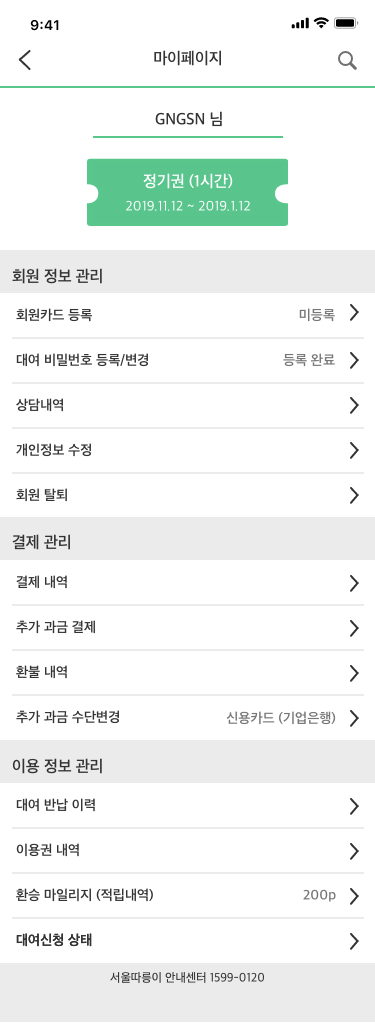 9:41
마이페이지
GNGSN 님
정기권 (1시간)
2019.11.12 ~ 2019.1.12
회원 정보 관리
회원카드 등록 미등록
대여 비밀번호 등록/변경 등록 완료
상담내역
개인정보 수정
회원 탈퇴
결제 관리
결제 내역
추가 과금 결제
환불 내역
추가 과금 수단변경 신용카드 (기업은행)
이용 정보 관리
대여 반납 이력
이용권 내역
환승 마일리지 (적립내역) 200p
대여신청 상태
서울따릉이 안내센터 1599-0120